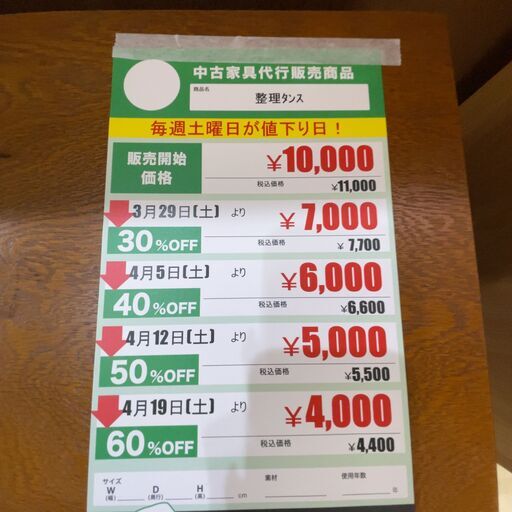 中古家具代行販売商品
商品名
整理タンス
毎週土曜日が値下り日！
販売開始価格
¥10,000
税込価格 ¥11,000
3月29日(土) より
¥7,000
30%OFF
税込価格 ¥7,700
4月5日(土) より
¥6,000
40%OFF
税込価格 ¥6,600
4月12日(土) より
¥5,000
50%OFF
税込価格 ¥5,500
4月19日(土) より
¥4,000
60%OFF
税込価格 ¥4,400
サイズ 素材 使用年数
W(幅) D(奥行) H(高) cm 年